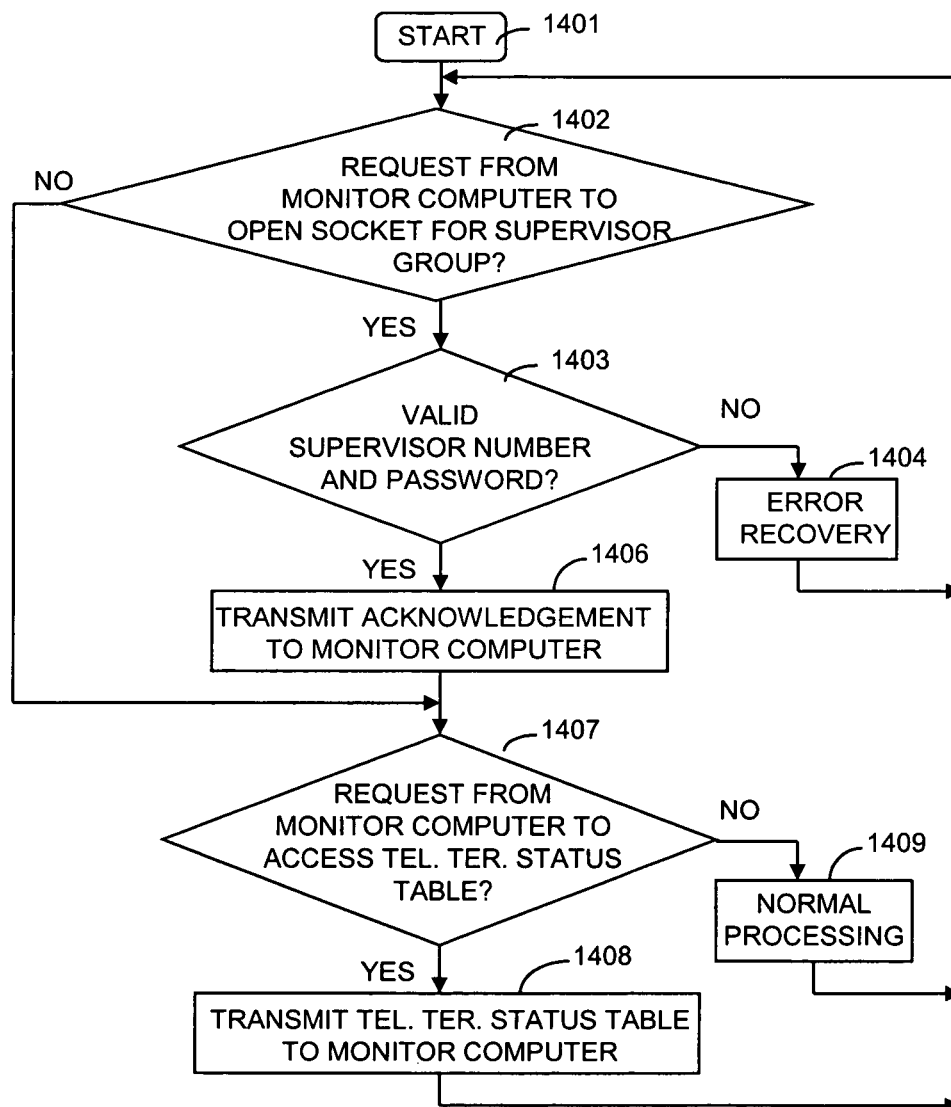 START
1401
1402
REQUEST FROM
MONITOR COMPUTER TO
OPEN SOCKET FOR SUPERVISOR
GROUP?
NO
YES
1403
VALID
SUPERVISOR NUMBER
AND PASSWORD?
NO
1404
ERROR
RECOVERY
YES
1406
TRANSMIT ACKNOWLEDGEMENT
TO MONITOR COMPUTER
1407
REQUEST FROM
MONITOR COMPUTER TO
ACCESS TEL. TER. STATUS
TABLE?
NO
1409
NORMAL
PROCESSING
YES
1408
TRANSMIT TEL. TER. STATUS TABLE
TO MONITOR COMPUTER